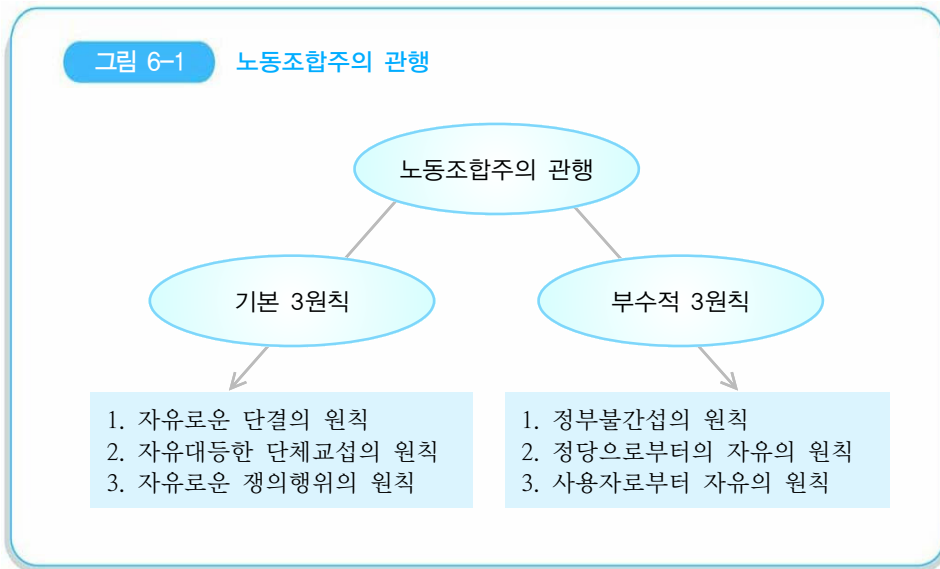 그림 6-1 노동조합주의 관행
노동조합주의 관행
기본 3원칙
부수적 3원칙
1. 자유로운 단결의 원칙
2. 자유대등한 단체교섭의 원칙
3. 자유로운 쟁의행위의 원칙
1. 정부불간섭의 원칙
2. 정당으로부터의 자유의 원칙
3. 사용자로부터 자유의 원칙